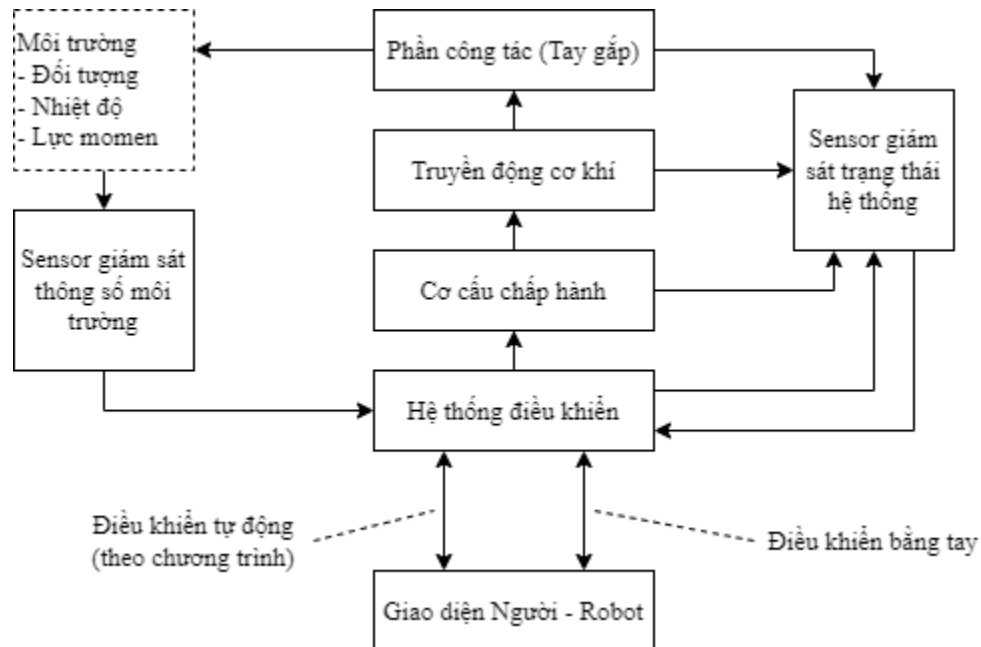 Môi trường
- Đối tượng
- Nhiệt độ
- Lực momen
Phần công tác (Tay gắp)
Sensor giám
sát trạng thái
hệ thống
Truyền động cơ khí
Sensor giám sát
thông số môi
trường
Cơ cấu chấp hành
Hệ thống điều khiển
Điều khiển tự động
(theo chương trình)
Điều khiển bằng tay
Giao diện Người - Robot